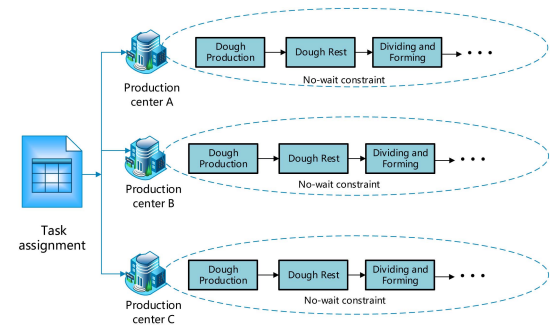 Dough
Production
Dough Rest
Dividing and
Forming
No-wait constraint
Production
center A
Dough
Production
Dough Rest
Dividing and
Forming
No-wait constraint
Production
center B
Task
assignment
Dough
Production
Dough Rest
Dividing and
Forming
No-wait constraint
Production
center C